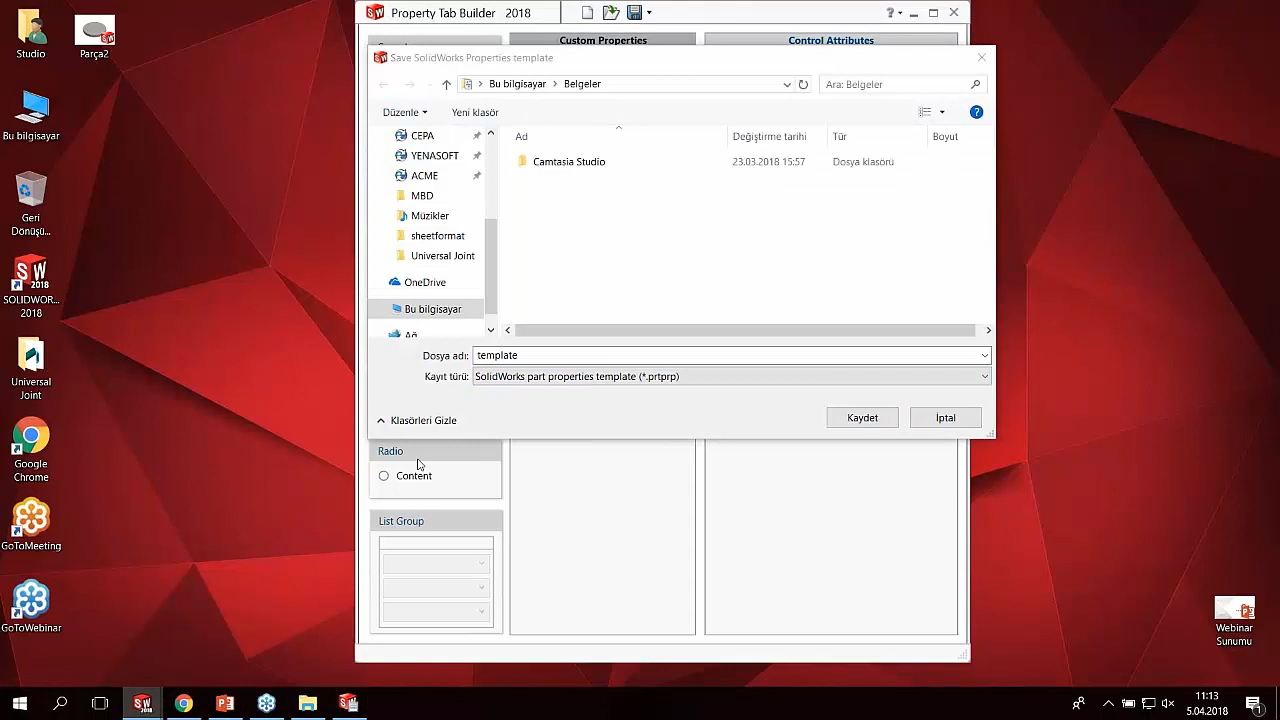 Studio
Parça2
Bu bilgisayar
Geri
Dönüşü...
SOLIDWOR...
2018
Universal
Joint
Google
Chrome
GoToMeeting
GoToWebinar
Webinar
Sunumu
Property Tab Builder 2018
Custom Properties
Control Attributes
Save SolidWorks Properties template
Bu bilgisayar
Belgeler
Ara: Belgeler
Düzenle
Yeni klasör
CEPA
YENASOFT
ACME
MBD
Müzikler
sheetformat
Universal Joint
OneDrive
Bu bilgisayar
Ağ
Ad
Değiştirme tarihi
Tür
Boyut
Camtasia Studio
23.03.2018 15:57
Dosya klasörü
Dosya adı: template
Kayıt türü: SolidWorks part properties template (*.prtprp)
Klasörleri Gizle
Kaydet
İptal
Radio
Content
List Group
11:13
5.04.2018